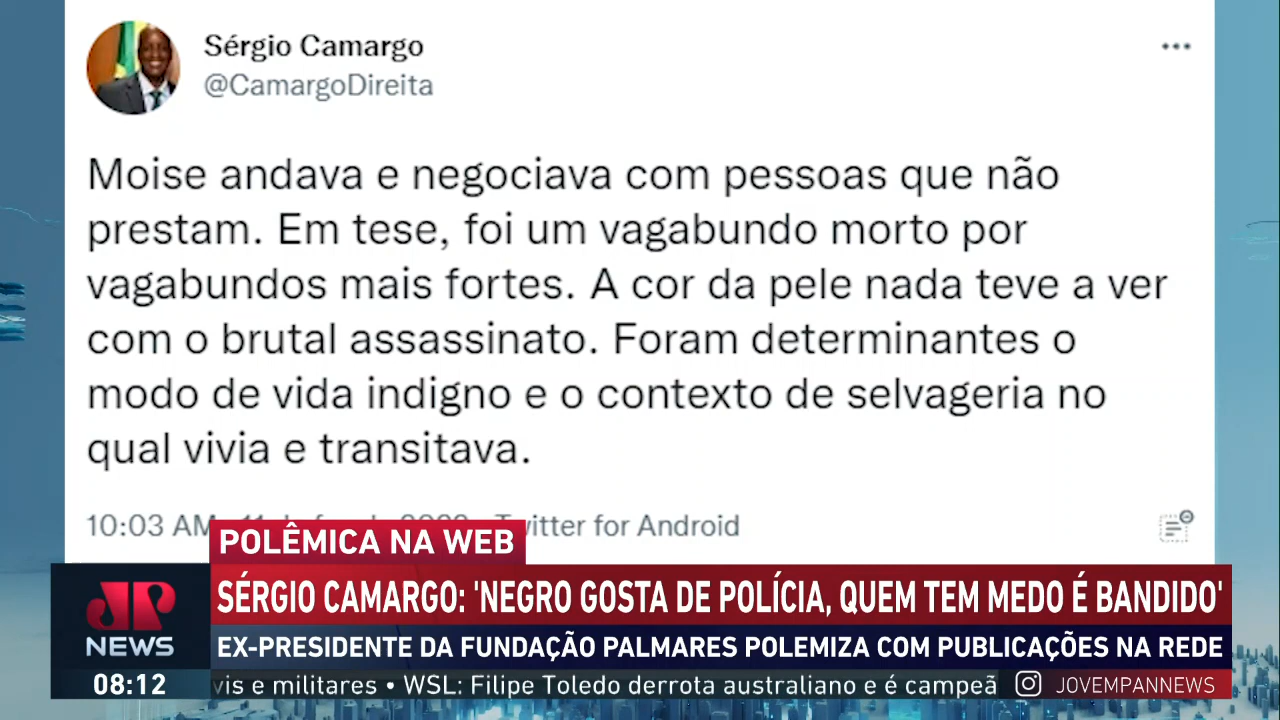 Sérgio Camargo
@CamargoDireita
Moise andava e negociava com pessoas que não
prestam. Em tese, foi um vagabundo morto por
vagabundos mais fortes. A cor da pele nada teve a ver
com o brutal assassinato. Foram determinantes o
modo de vida indigno e o contexto de selvageria no
qual vivia e transitava.
10:03 AM Twitter for Android
POLÊMICA NA WEB
SÉRGIO CAMARGO: 'NEGRO GOSTA DE POLÍCIA, QUEM TEM MEDO É BANDIDO'
EX-PRESIDENTE DA FUNDAÇÃO PALMARES POLEMIZA COM PUBLICAÇÕES NA REDE
JP
NEWS
08:12
vis e militares • WSL: Filipe Toledo derrota australiano e é campeã
JOVEMPANNEWS